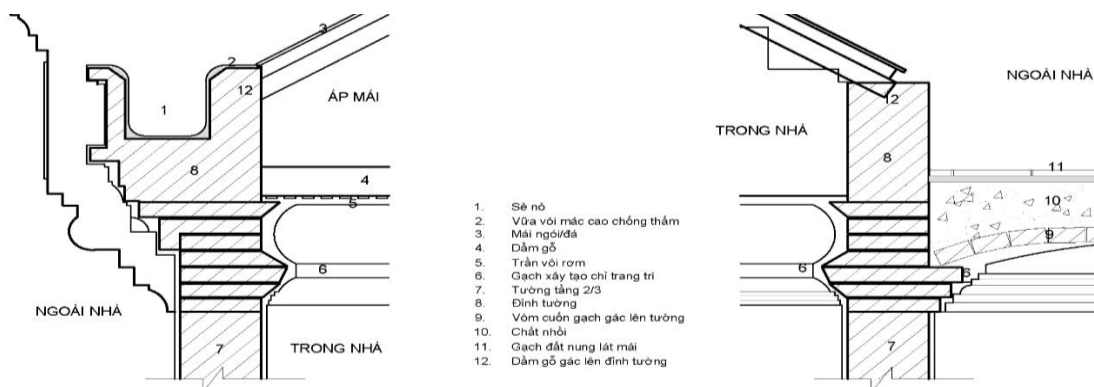 3
2
12
1
ÁP MÁI
8
4
5
6
NGOÀI NHÀ
7
TRONG NHÀ
1. Sê nô
2. Vữa vôi mác cao chống thấm
3. Mái ngói/đá
4. Dầm gỗ
5. Trần vôi rơm
6. Gạch xây tạo chỉ trang trí
7. Tường tầng 2/3
8. Đỉnh tường
9. Vòm cuốn gạch gác lên tường
10. Chất nhồi
11. Gạch đất nung lát mái
12. Dầm gỗ gác lên đỉnh tường
NGOÀI NHÀ
12
TRONG NHÀ
8
11
10
9
6
6
7